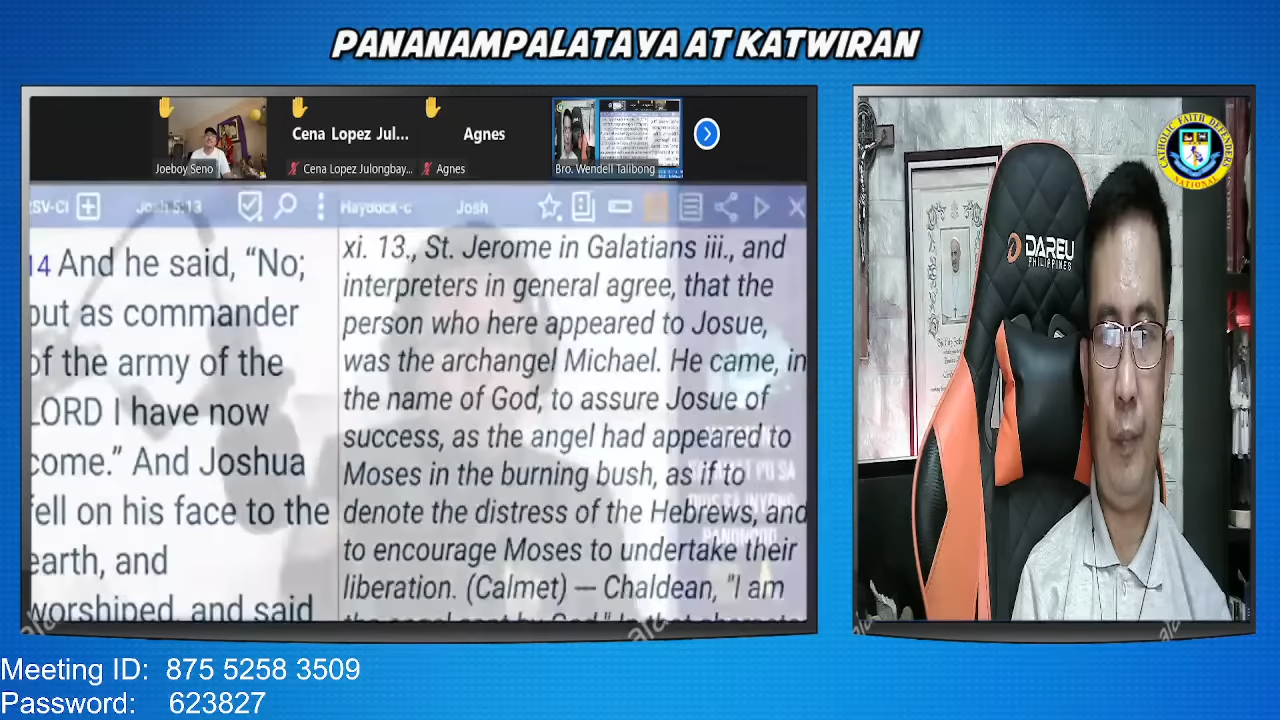 PANANAMPALATAYA AT KATWIRAN
Cena Lopez Jul...
Agnes
Joeboy Seno
Cena Lopez Julongbay...
Agnes
Bro. Wendell Talibong
RSV-CI
Josh 5:13
Haydock-c
Josh
14 And he said, “No;
but as commander
of the army of the
LORD I have now
come.” And Joshua
fell on his face to the
earth, and
worshiped, and said
xi. 13., St. Jerome in Galatians iii., and
interpreters in general agree, that the
person who here appeared to Josue,
was the archangel Michael. He came, in
the name of God, to assure Josue of
success, as the angel had appeared to
Moses in the burning bush, as if to
denote the distress of the Hebrews, and
to encourage Moses to undertake their
liberation. (Calmet) — Chaldean, "I am
CATHOLIC FAITH DEFENDERS
NATIONAL
DAREU
PHILIPPINES
Meeting ID: 875 5258 3509
Password: 623827